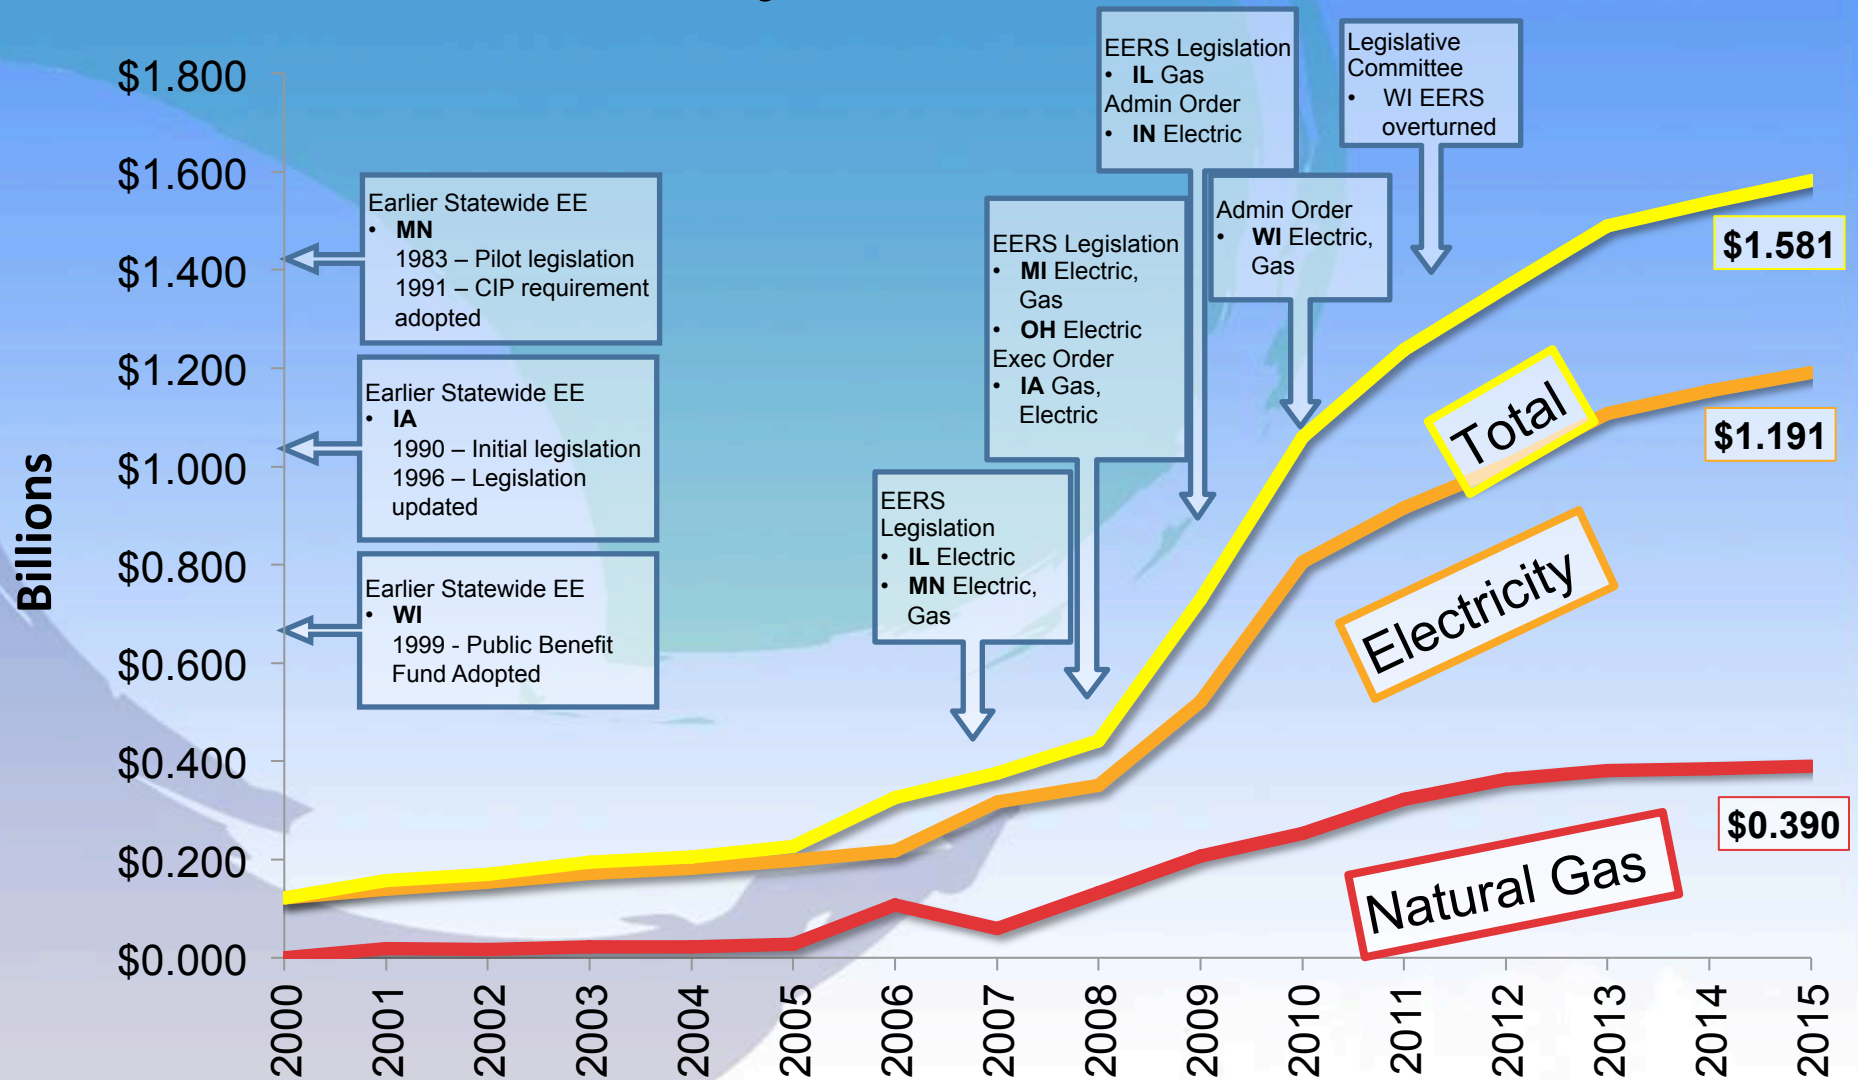 EERS Legislation
• IL Gas
Admin Order
• IN Electric
Legislative
Committee
• WI EERS
overturned
Earlier Statewide EE
• MN
1983 – Pilot legislation
1991 – CIP requirement
adopted
Earlier Statewide EE
• IA
1990 – Initial legislation
1996 – Legislation
updated
Earlier Statewide EE
• WI
1999 - Public Benefit
Fund Adopted
EERS
Legislation
• IL Electric
• MN Electric,
Gas
EERS Legislation
• MI Electric,
Gas
• OH Electric
Exec Order
• IA Gas,
Electric
Admin Order
• WI Electric,
Gas
Billions
$1.800
$1.600
$1.400
$1.200
$1.000
$0.800
$0.600
$0.400
$0.200
$0.000
$1.581
Total
$1.191
Electricity
$0.390
Natural Gas
2000
2001
2002
2003
2004
2005
2006
2007
2008
2009
2010
2011
2012
2013
2014
2015